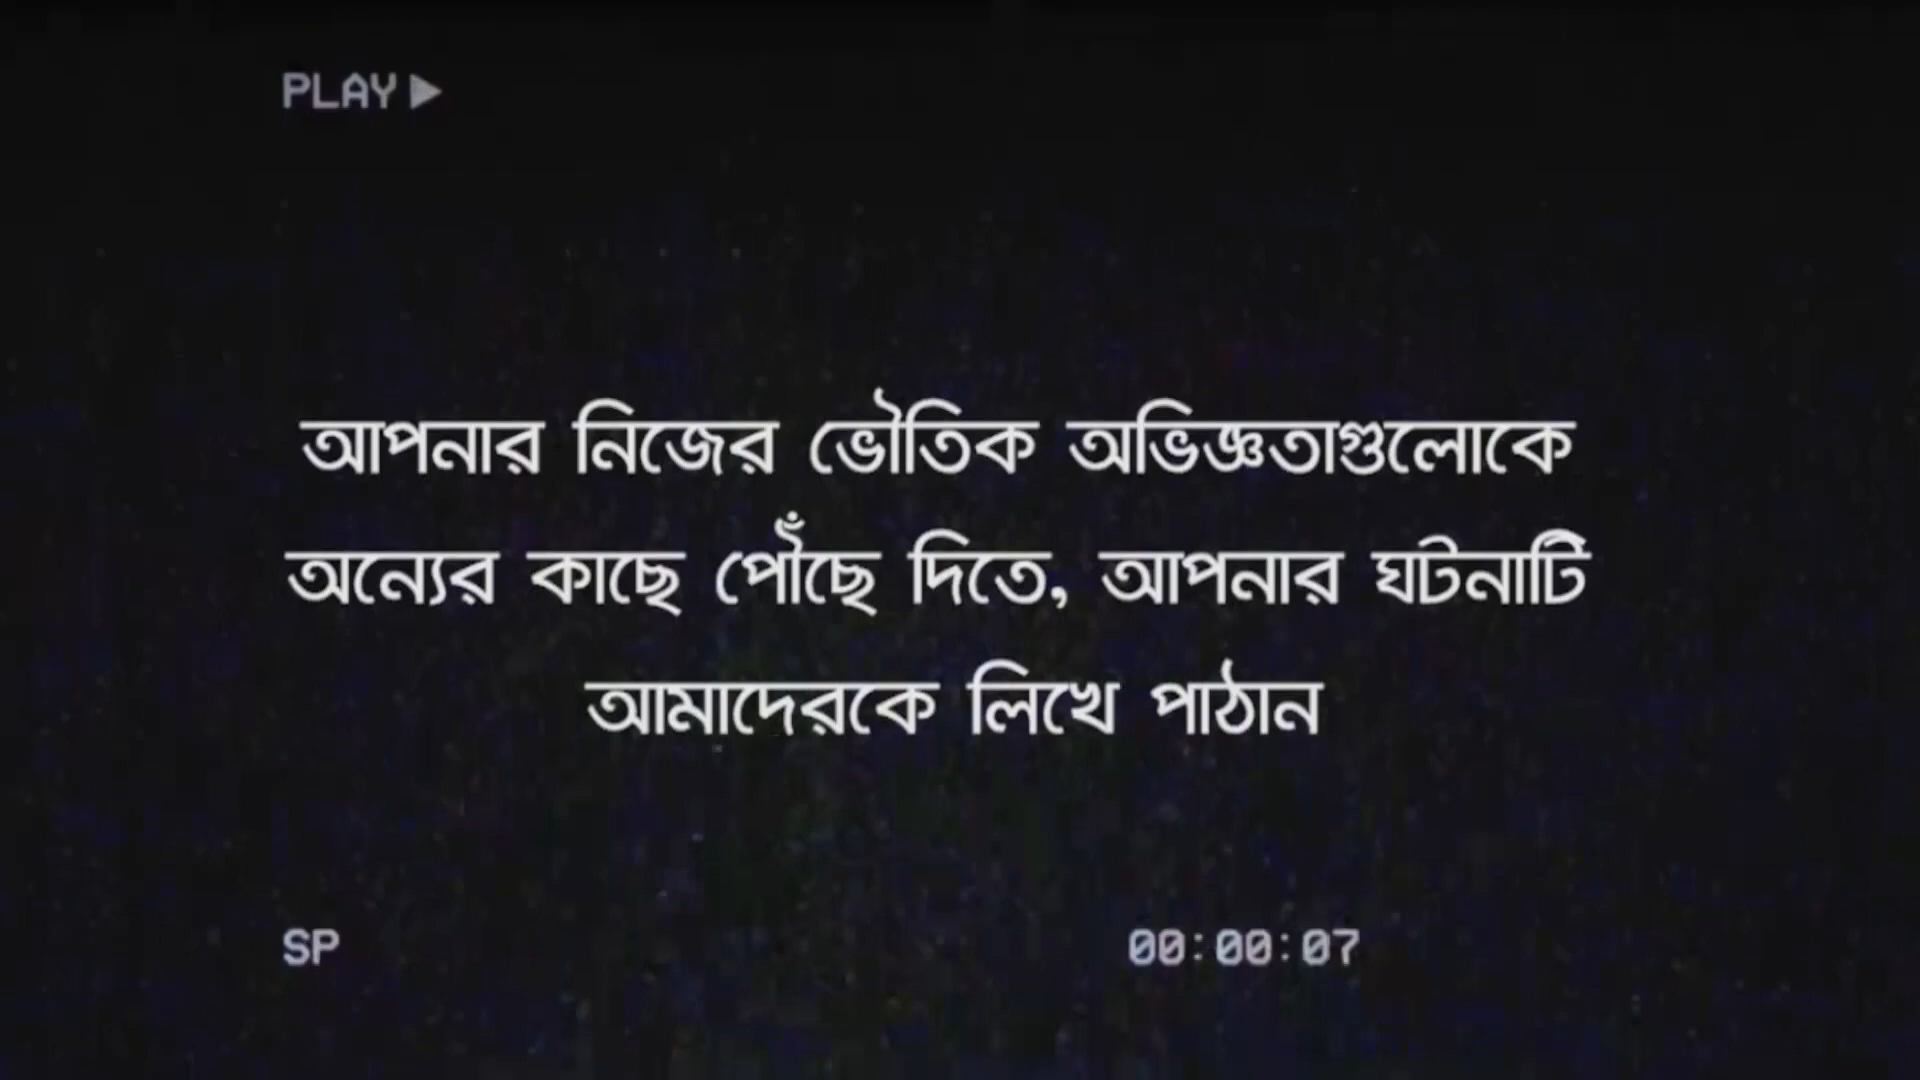 PLAY ▶
আপনার নিজের ভৌতিক অভিজ্ঞতাগুলোকে
অন্যের কাছে পৌঁছে দিতে, আপনার ঘটনাটি
আমাদেরকে লিখে পাঠান
SP 00:00:07